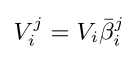 $V_i^j = V_i \bar{\beta}_i^j$